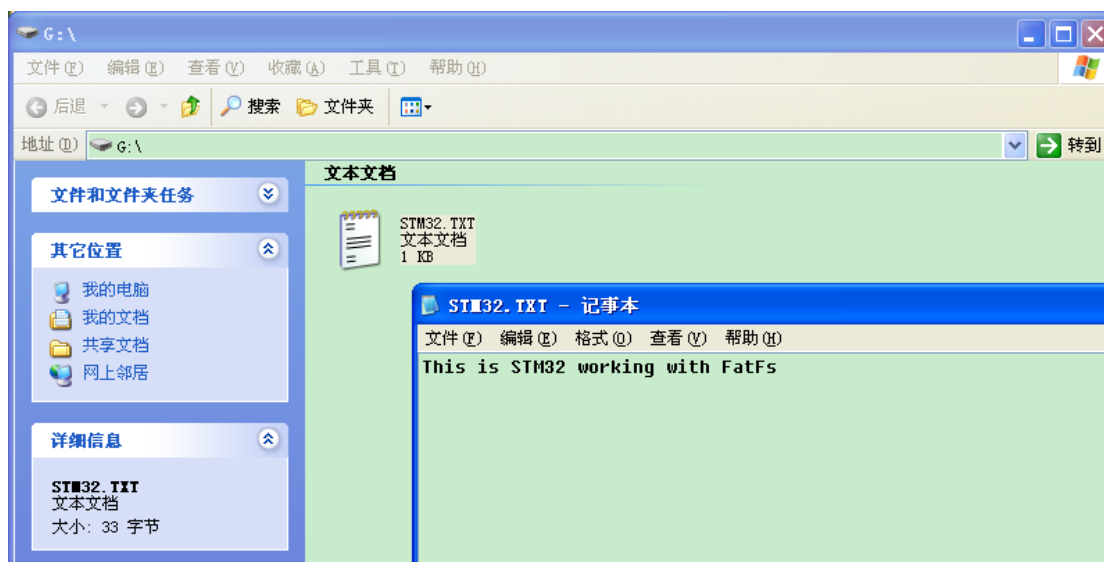 G:\
文件(F) 编辑(E) 查看(V) 收藏(A) 工具(T) 帮助(H)
后退 搜索 文件夹
地址(D) G:\ 转到
文本文档
文件和文件夹任务
STM32.TXT
文本文档
1 KB
其它位置
我的电脑
我的文档
共享文档
网上邻居
STM32.TXT - 记事本
文件(F) 编辑(E) 格式(O) 查看(V) 帮助(H)
This is STM32 working with FatFs
详细信息
STM32.TXT
文本文档
大小: 33 字节